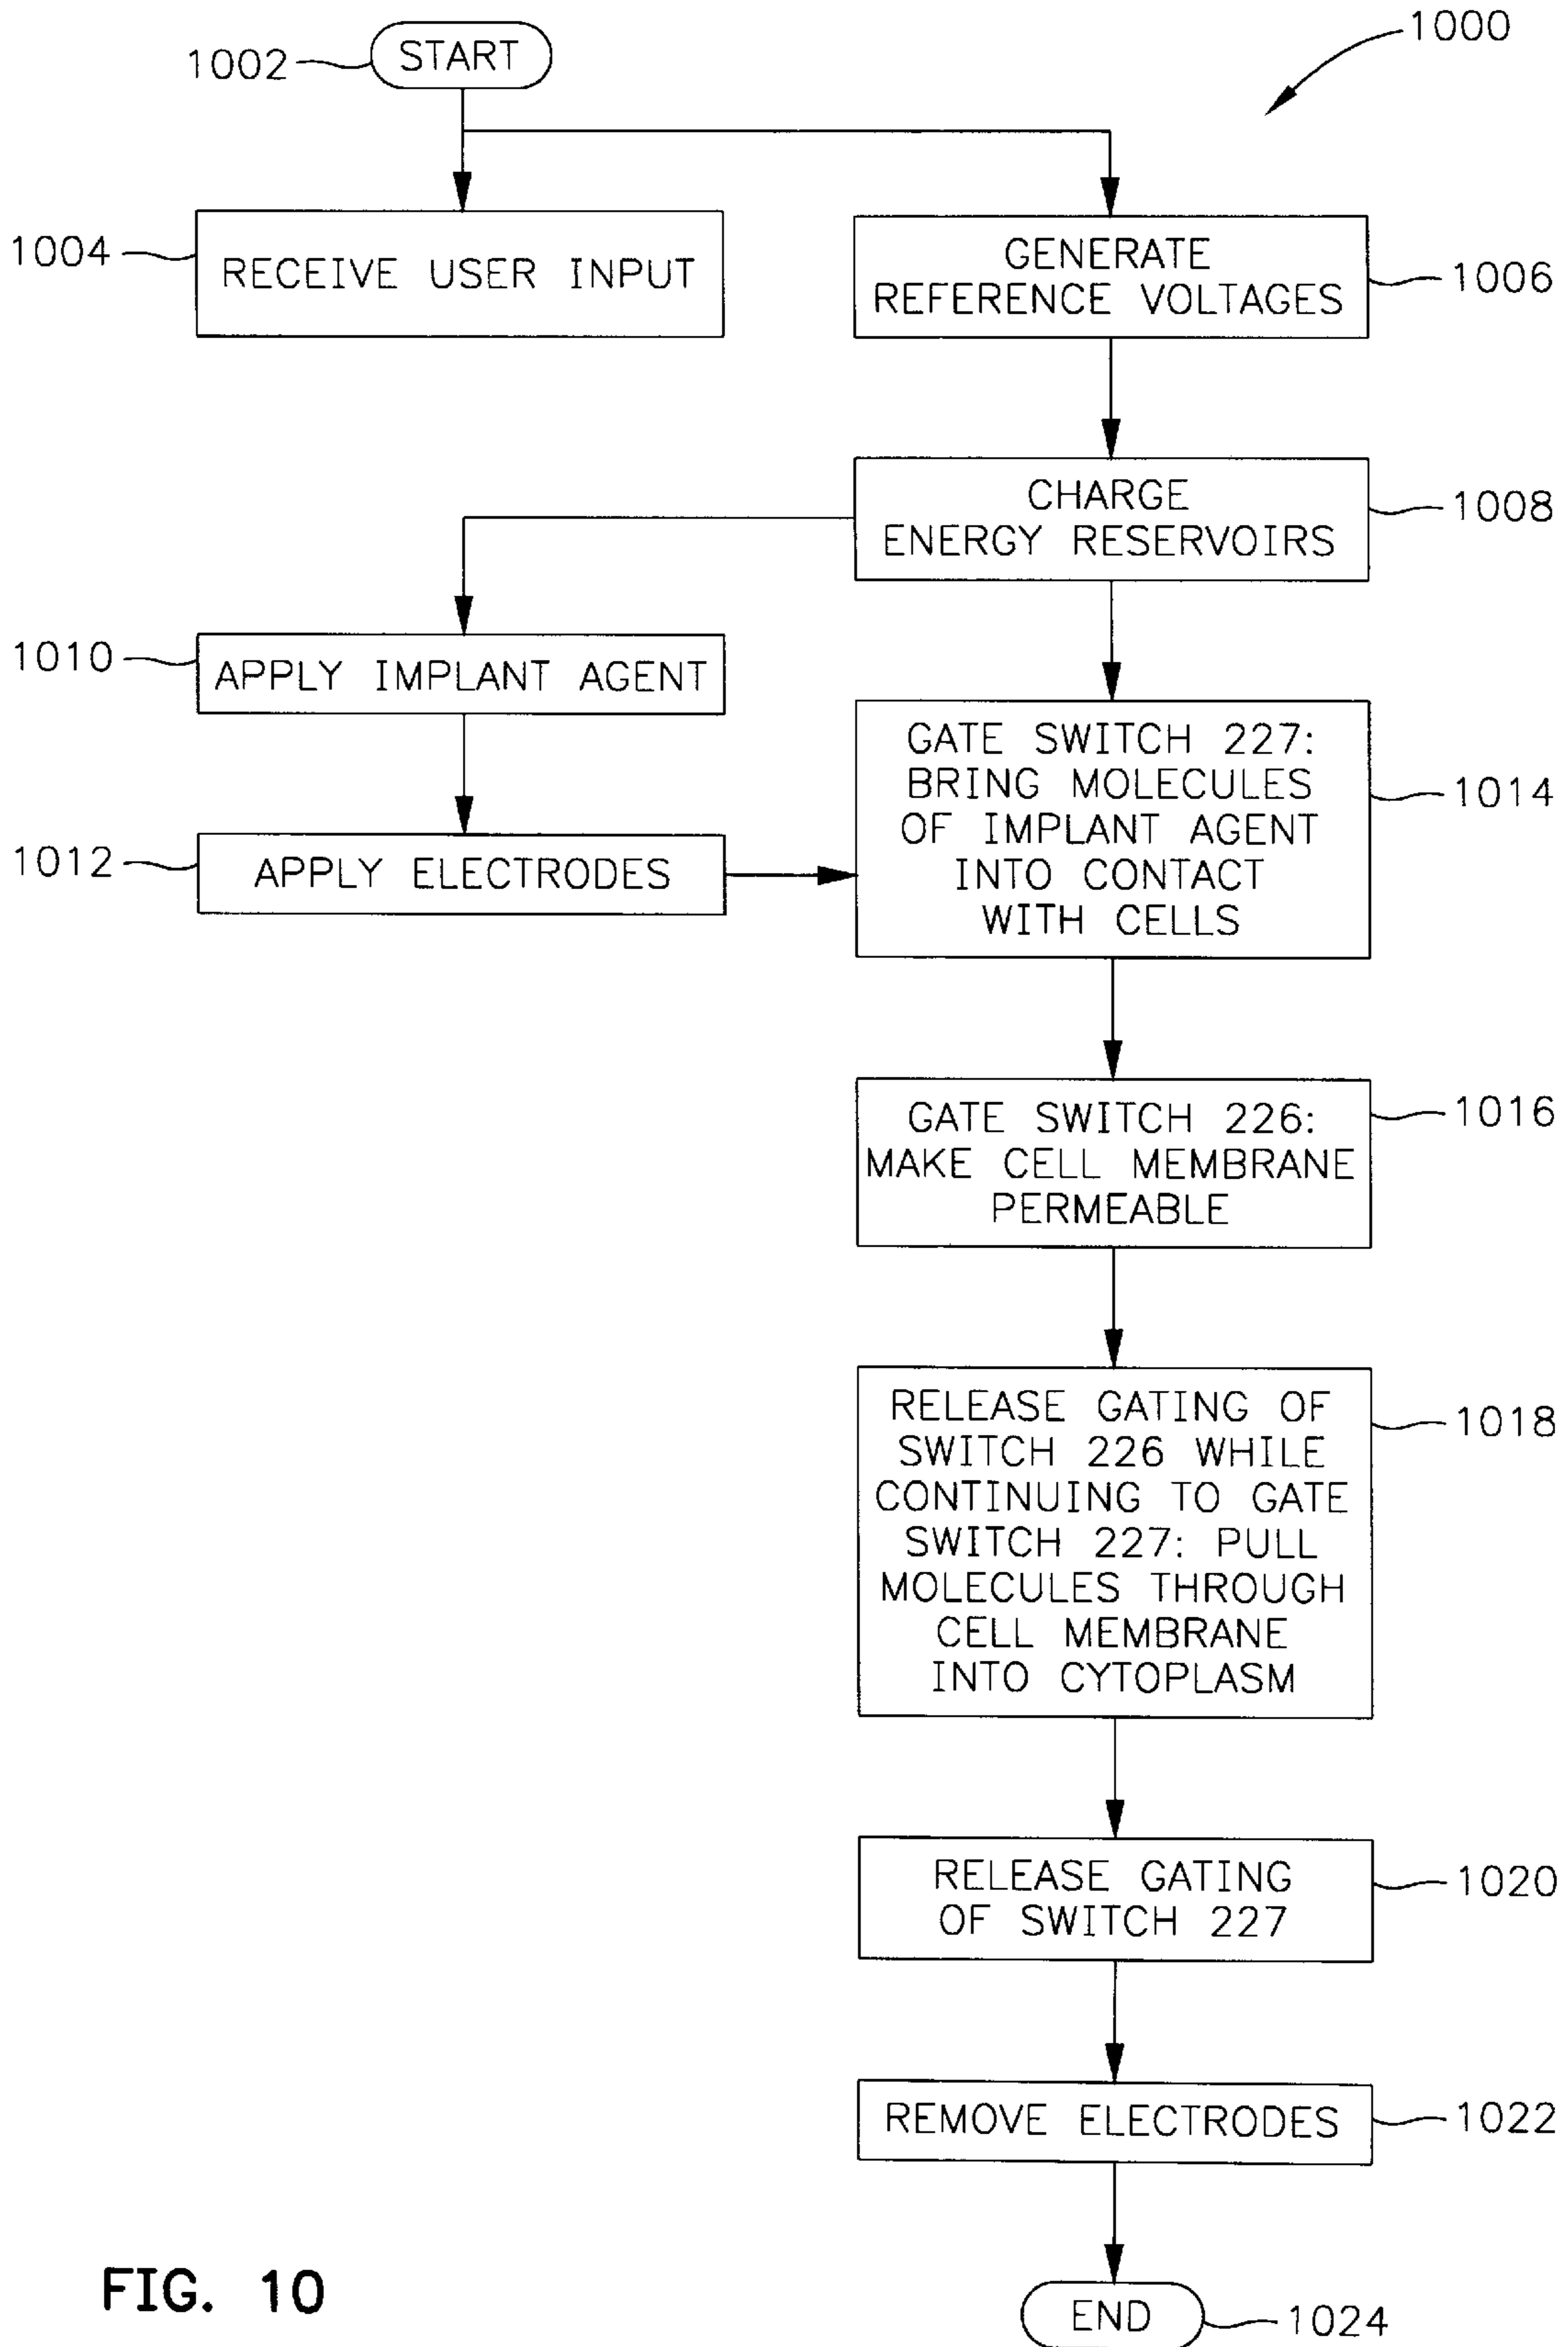 1000
1002
START
1004
RECEIVE USER INPUT
GENERATE
REFERENCE VOLTAGES
1006
CHARGE
ENERGY RESERVOIRS
1008
1010
APPLY IMPLANT AGENT
1012
APPLY ELECTRODES
GATE SWITCH 227:
BRING MOLECULES
OF IMPLANT AGENT
INTO CONTACT
WITH CELLS
1014
GATE SWITCH 226:
MAKE CELL MEMBRANE
PERMEABLE
1016
RELEASE GATING OF
SWITCH 226 WHILE
CONTINUING TO GATE
SWITCH 227: PULL
MOLECULES THROUGH
CELL MEMBRANE
INTO CYTOPLASM
1018
RELEASE GATING
OF SWITCH 227
1020
REMOVE ELECTRODES
1022
END
1024
FIG. 10